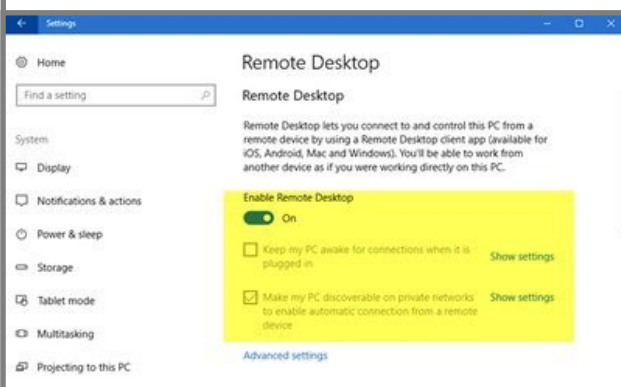 Settings
Home
Find a setting
System
Display
Notifications & actions
Power & sleep
Storage
Tablet mode
Multitasking
Projecting to this PC
Remote Desktop
Remote Desktop
Remote Desktop lets you connect to and control this PC from a
remote device by using a Remote Desktop client app (available for
iOS, Android, Mac and Windows). You'll be able to work from
another device as if you were working directly on this PC.
Enable Remote Desktop
On
Keep my PC awake for connections when it is
plugged in
Show settings
Make my PC discoverable on private networks
to enable automatic connection from a remote
device
Show settings
Advanced settings